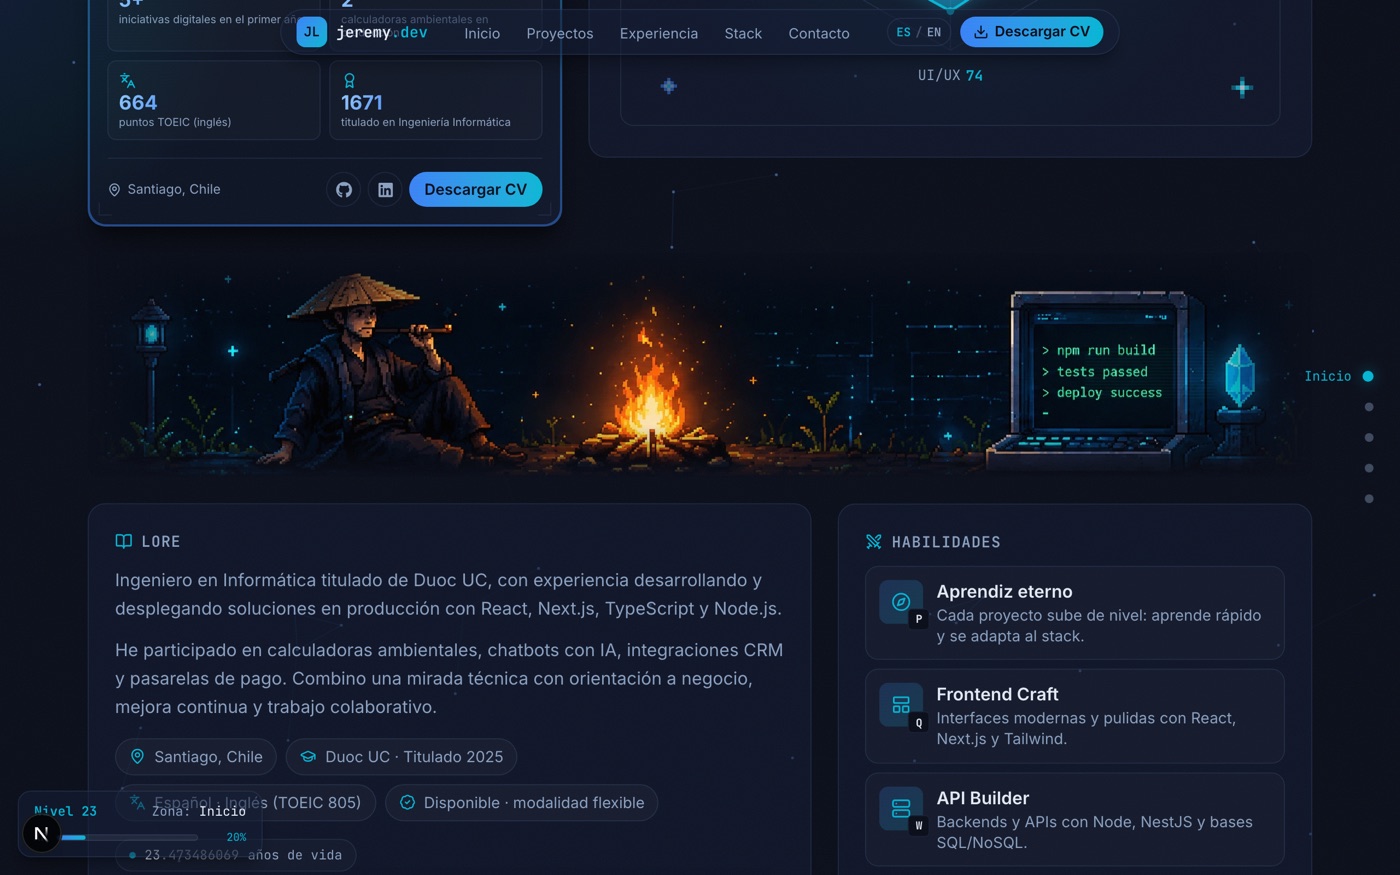 3+
2
iniciativas digitales en el primer año
calculadoras ambientales en
JL jeremy.dev Inicio Proyectos Experiencia Stack Contacto ES / EN Descargar CV
UI/UX 74
664
puntos TOEIC (inglés)
1671
titulado en Ingeniería Informática
Santiago, Chile
Descargar CV
> npm run build
> tests passed
> deploy success
Inicio
LORE
Ingeniero en Informática titulado de Duoc UC, con experiencia desarrollando y
desplegando soluciones en producción con React, Next.js, TypeScript y Node.js.
He participado en calculadoras ambientales, chatbots con IA, integraciones CRM
y pasarelas de pago. Combino una mirada técnica con orientación a negocio,
mejora continua y trabajo colaborativo.
Santiago, Chile
Duoc UC · Titulado 2025
Español · Inglés (TOEIC 805)
Disponible · modalidad flexible
23.473486069 años de vida
HABILIDADES
Aprendiz eterno
P
Cada proyecto sube de nivel: aprende rápido
y se adapta al stack.
Frontend Craft
Q
Interfaces modernas y pulidas con React,
Next.js y Tailwind.
API Builder
W
Backends y APIs con Node, NestJS y bases
SQL/NoSQL.
Nivel 23
Zona: Inicio
N
20%